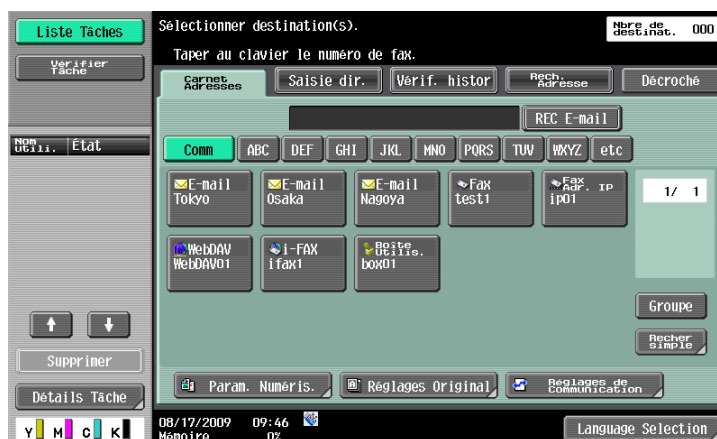 Liste Tâches
Vérifier
Tâche
Nom
Utili.
État
Supprimer
Détails Tâche
Y M C K
Sélectionner destination(s).
Nbre de
destinat. 000
Taper au clavier le numéro de fax.
Carnet
Adresses
Saisie dir.
Vérif. histor
Rech.
Adresse
Décroché
REC E-mail
Comm ABC DEF GHI JKL MNO PQRS TUV WXYZ etc
E-mail
Tokyo
E-mail
Osaka
E-mail
Nagoya
Fax
test1
Fax
Adr. IP
ip01
1/ 1
WebDAV
WebDAV01
i-FAX
ifax1
Boîte
Utilis.
box01
Groupe
Recher
simple
Param. Numéris.
Réglages Original
Réglages de
Communication
08/17/2009 09:46
Mémoire 0%
Language Selection